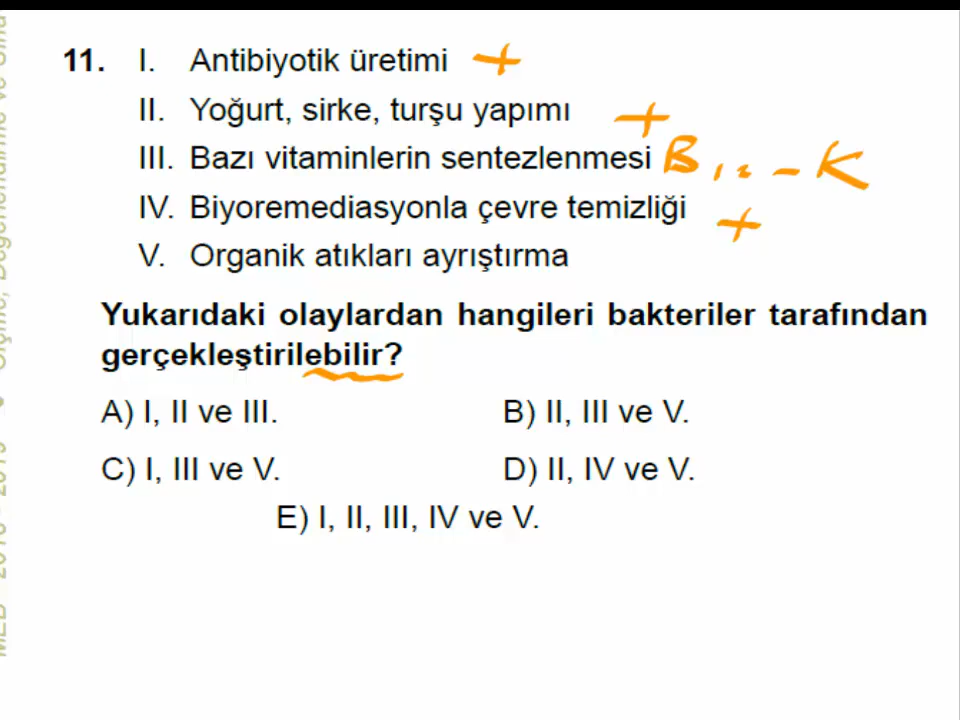 11. I. Antibiyotik üretimi +
II. Yoğurt, sirke, turşu yapımı +
III. Bazı vitaminlerin sentezlenmesi B12 - K
IV. Biyoremediasyonla çevre temizliği +
V. Organik atıkları ayrıştırma
Yukarıdaki olaylardan hangileri bakteriler tarafından
gerçekleştirilebilir?
A) I, II ve III. B) II, III ve V.
C) I, III ve V. D) II, IV ve V.
E) I, II, III, IV ve V.